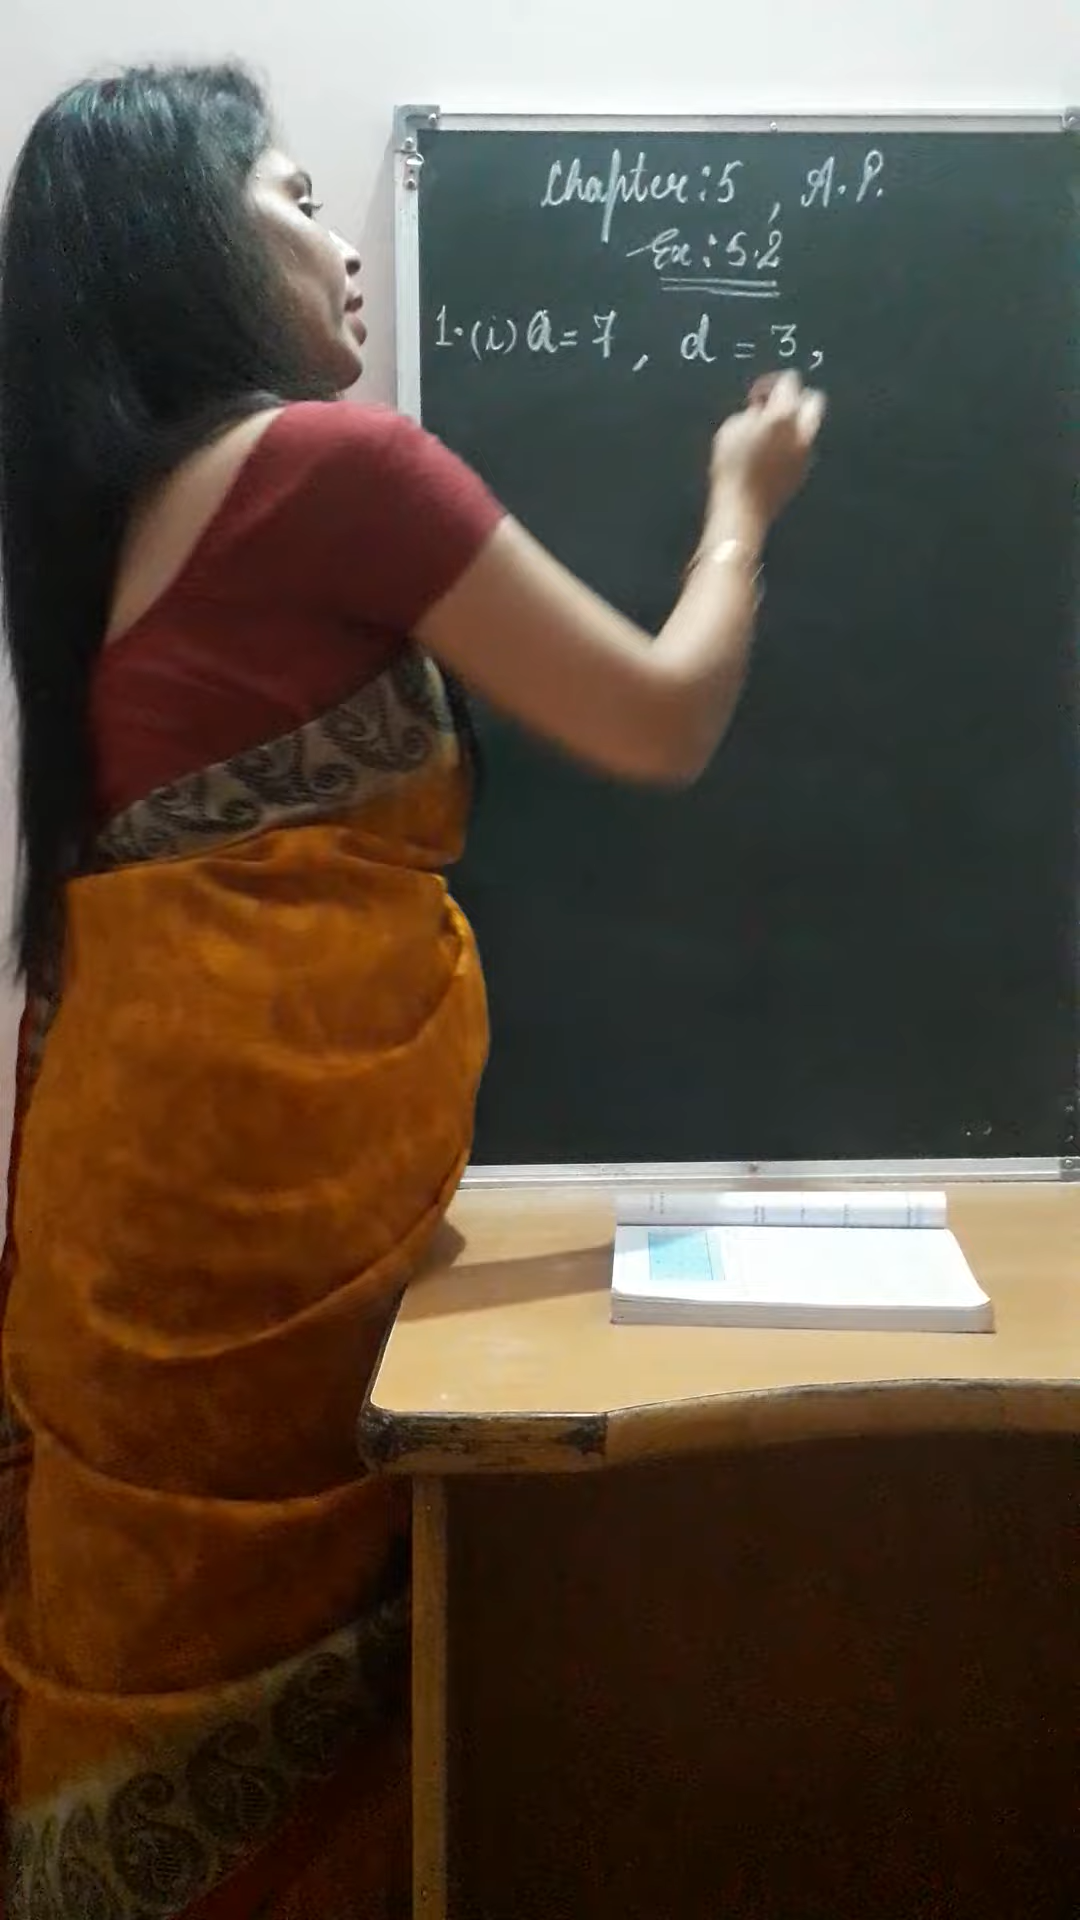 Chapter: 5, A.P.
Ex: 5.2
1. (i) a = 7, d = 3,